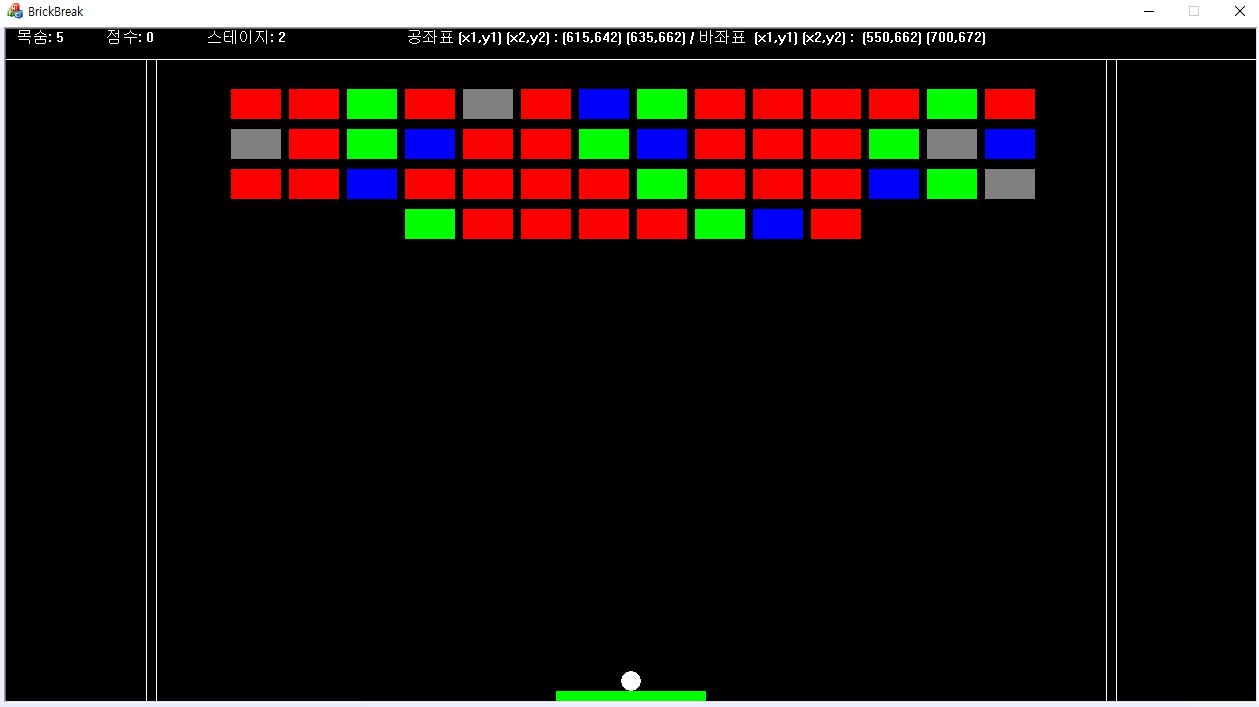 BrickBreak
목숨: 5 점수: 0 스테이지: 2 공좌표 (x1,y1) (x2,y2) : (615,642) (635,662) / 바좌표 (x1,y1) (x2,y2) : (550,662) (700,672)